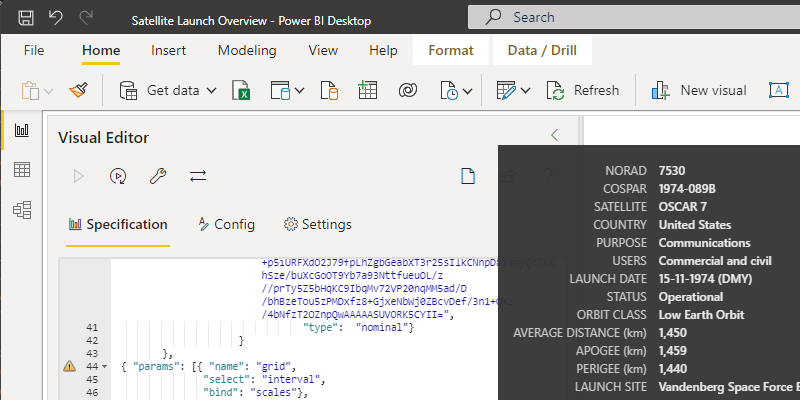 Satellite Launch Overview - Power BI Desktop
Search
File Home Insert Modeling View Help Format Data / Drill
Get data Refresh New visual
Visual Editor
Specification Config Settings
hSze/buXcGoOT9Yb7a93NttfueuOL/z
//prTy5Z5bHqKC9IbqMv72VP20nqMM5ad/D
/bhBzeTou5zPMDxfz8+GjxeNbWj0ZBcvDef/3n1+
/4bNfzT2OZnpQwAAAAASUVORK5CYII=",
41 "type": "nominal"}
42 }
43 },
44 { "params": [{ "name": "grid",
45 "select": "interval",
46 "bind": "scales"},
NORAD 7530
COSPAR 1974-089B
SATELLITE OSCAR 7
COUNTRY United States
PURPOSE Communications
USERS Commercial and civil
LAUNCH DATE 15-11-1974 (DMY)
STATUS Operational
ORBIT CLASS Low Earth Orbit
AVERAGE DISTANCE (km) 1,450
APOGEE (km) 1,459
PERIGEE (km) 1,440
LAUNCH SITE Vandenberg Space Force